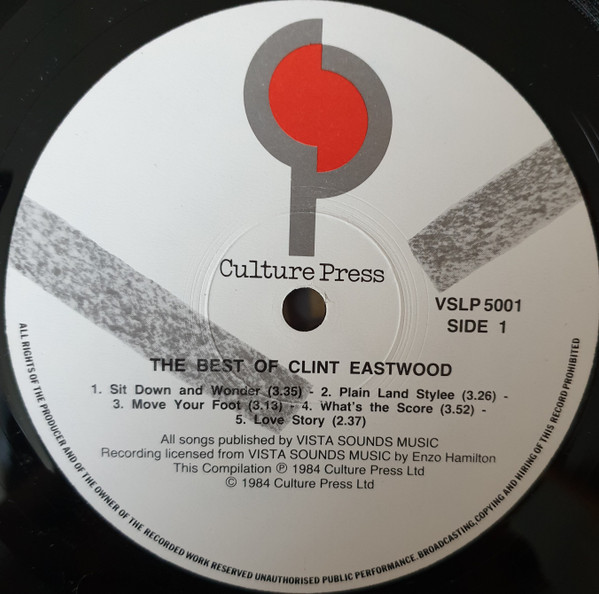 Culture Press
VSLP 5001
SIDE 1
THE BEST OF CLINT EASTWOOD
1. Sit Down and Wonder (3.35) - 2. Plain Land Stylee (3.26) -
3. Move Your Foot (3.13) - 4. What's the Score (3.52) -
5. Love Story (2.37)
All songs published by VISTA SOUNDS MUSIC
Recording licensed from VISTA SOUNDS MUSIC by Enzo Hamilton
This Compilation ℗ 1984 Culture Press Ltd
© 1984 Culture Press Ltd
ALL RIGHTS OF THE PRODUCER AND OF THE OWNER OF THE RECORDED WORK RESERVED UNAUTHORISED PUBLIC PERFORMANCE. BROADCASTING, COPYING AND HIRING OF THIS RECORD PROHIBITED